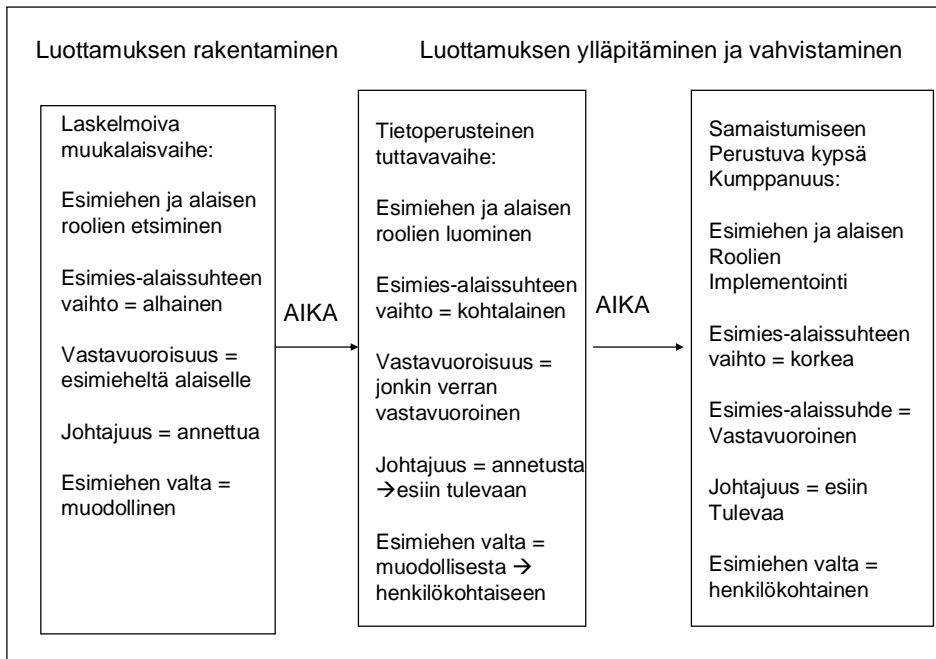 Luottamuksen rakentaminen
Luottamuksen ylläpitäminen ja vahvistaminen
Laskelmoiva
muukalaisvaihe:
Esimiehen ja alaisen
roolien etsiminen
Esimies-alaissuhteen
vaihto = alhainen
Vastavuoroisuus =
esimieheltä alaiselle
Johtajuus = annettua
Esimiehen valta =
muodollinen
AIKA
Tietoperusteinen
tuttavavaihe:
Esimiehen ja alaisen
roolien luominen
Esimies-alaissuhteen
vaihto = kohtalainen
Vastavuoroisuus =
jonkin verran
vastavuoroinen
Johtajuus = annetusta
→esiin tulevaan
Esimiehen valta =
muodollisesta →
henkilökohtaiseen
AIKA
Samaistumiseen
Perustuva kypsä
Kumppanuus:
Esimiehen ja alaisen
Roolien
Implementointi
Esimies-alaissuhteen
vaihto = korkea
Esimies-alaissuhde =
Vastavuoroinen
Johtajuus = esiin
Tulevaa
Esimiehen valta =
henkilökohtainen